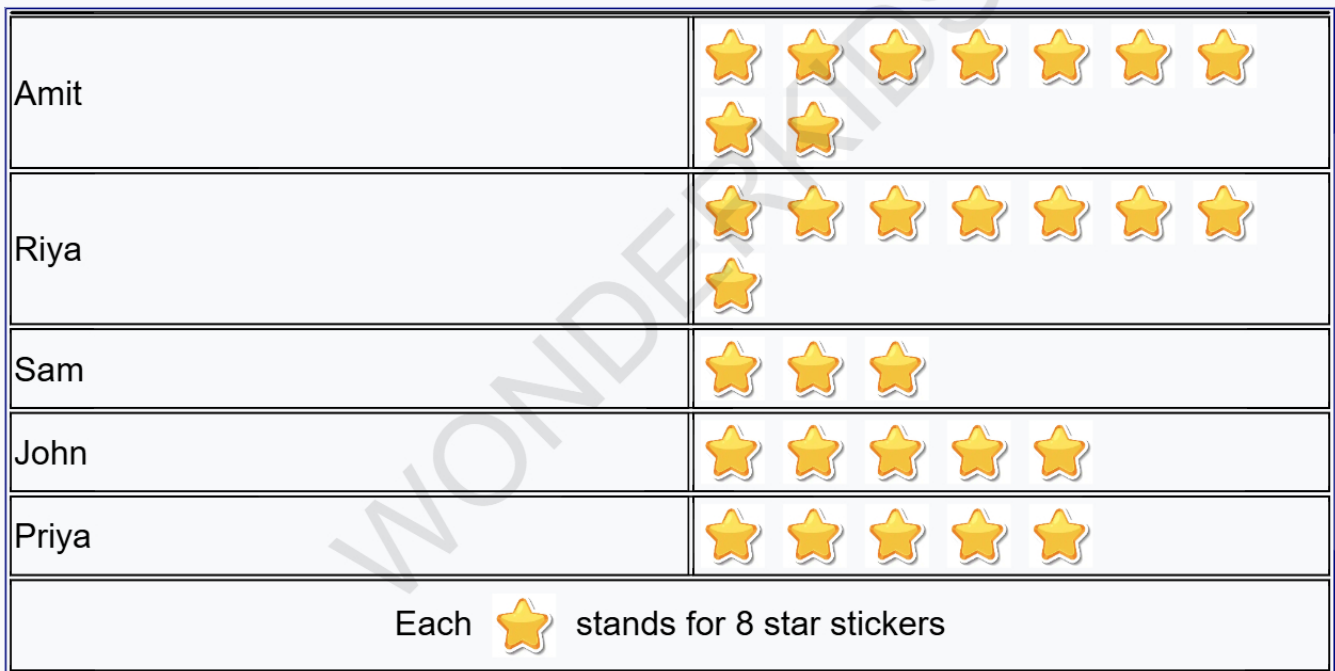 Amit
Riya
Sam
John
Priya
Each stands for 8 star stickers
WONDERKIDS